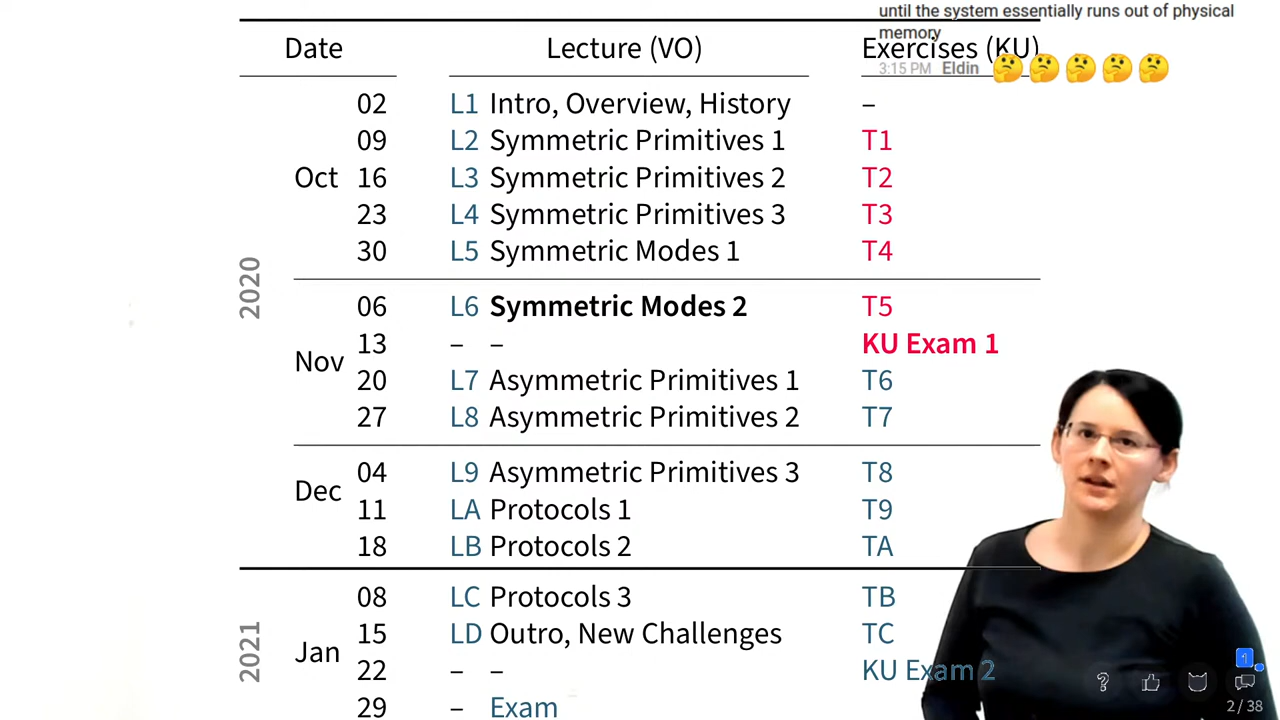 until the system essentially runs out of physical
memory
3:15 PM Eldin
Date Lecture (VO) Exercises (KU)
02 L1 Intro, Overview, History –
09 L2 Symmetric Primitives 1 T1
Oct 16 L3 Symmetric Primitives 2 T2
23 L4 Symmetric Primitives 3 T3
30 L5 Symmetric Modes 1 T4
2020
06 L6 Symmetric Modes 2 T5
13 – – KU Exam 1
Nov
20 L7 Asymmetric Primitives 1 T6
27 L8 Asymmetric Primitives 2 T7
04 L9 Asymmetric Primitives 3 T8
Dec
11 LA Protocols 1 T9
18 LB Protocols 2 TA
08 LC Protocols 3 TB
15 LD Outro, New Challenges TC
2021
Jan
22 – – KU Exam 2
29 – Exam
1
2 / 38